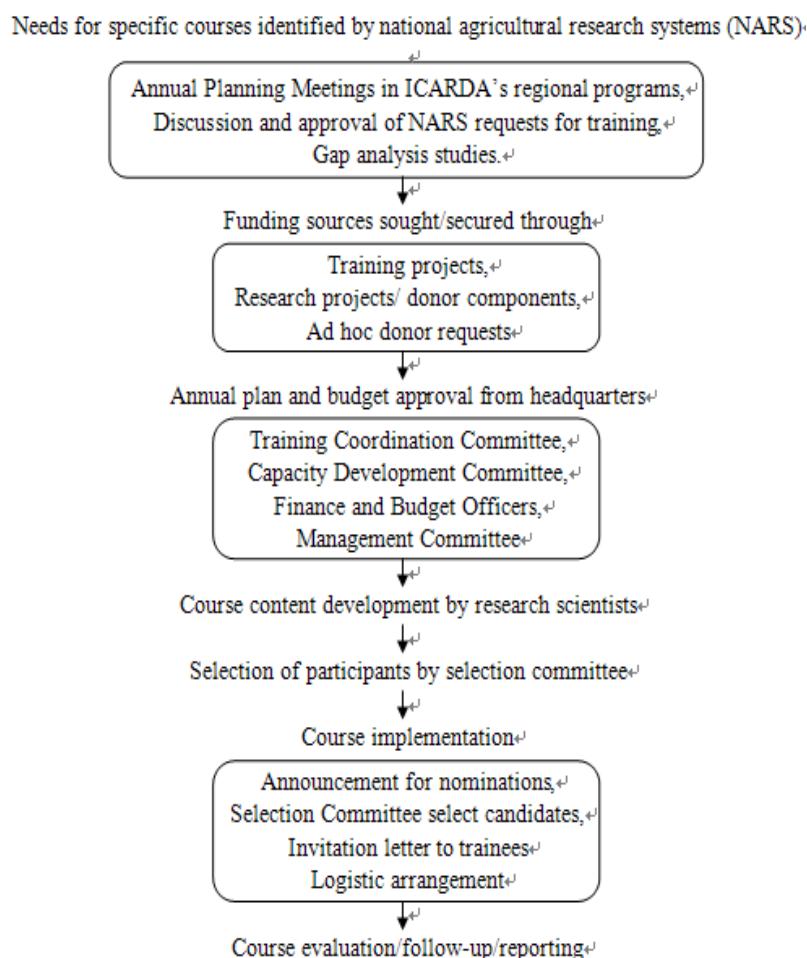 Needs for specific courses identified by national agricultural research systems (NARS)
Annual Planning Meetings in ICARDA's regional programs,
Discussion and approval of NARS requests for training,
Gap analysis studies.
Funding sources sought/secured through
Training projects,
Research projects/ donor components,
Ad hoc donor requests
Annual plan and budget approval from headquarters
Training Coordination Committee,
Capacity Development Committee,
Finance and Budget Officers,
Management Committee
Course content development by research scientists
Selection of participants by selection committee
Course implementation
Announcement for nominations,
Selection Committee select candidates,
Invitation letter to trainees
Logistic arrangement
Course evaluation/follow-up/reporting